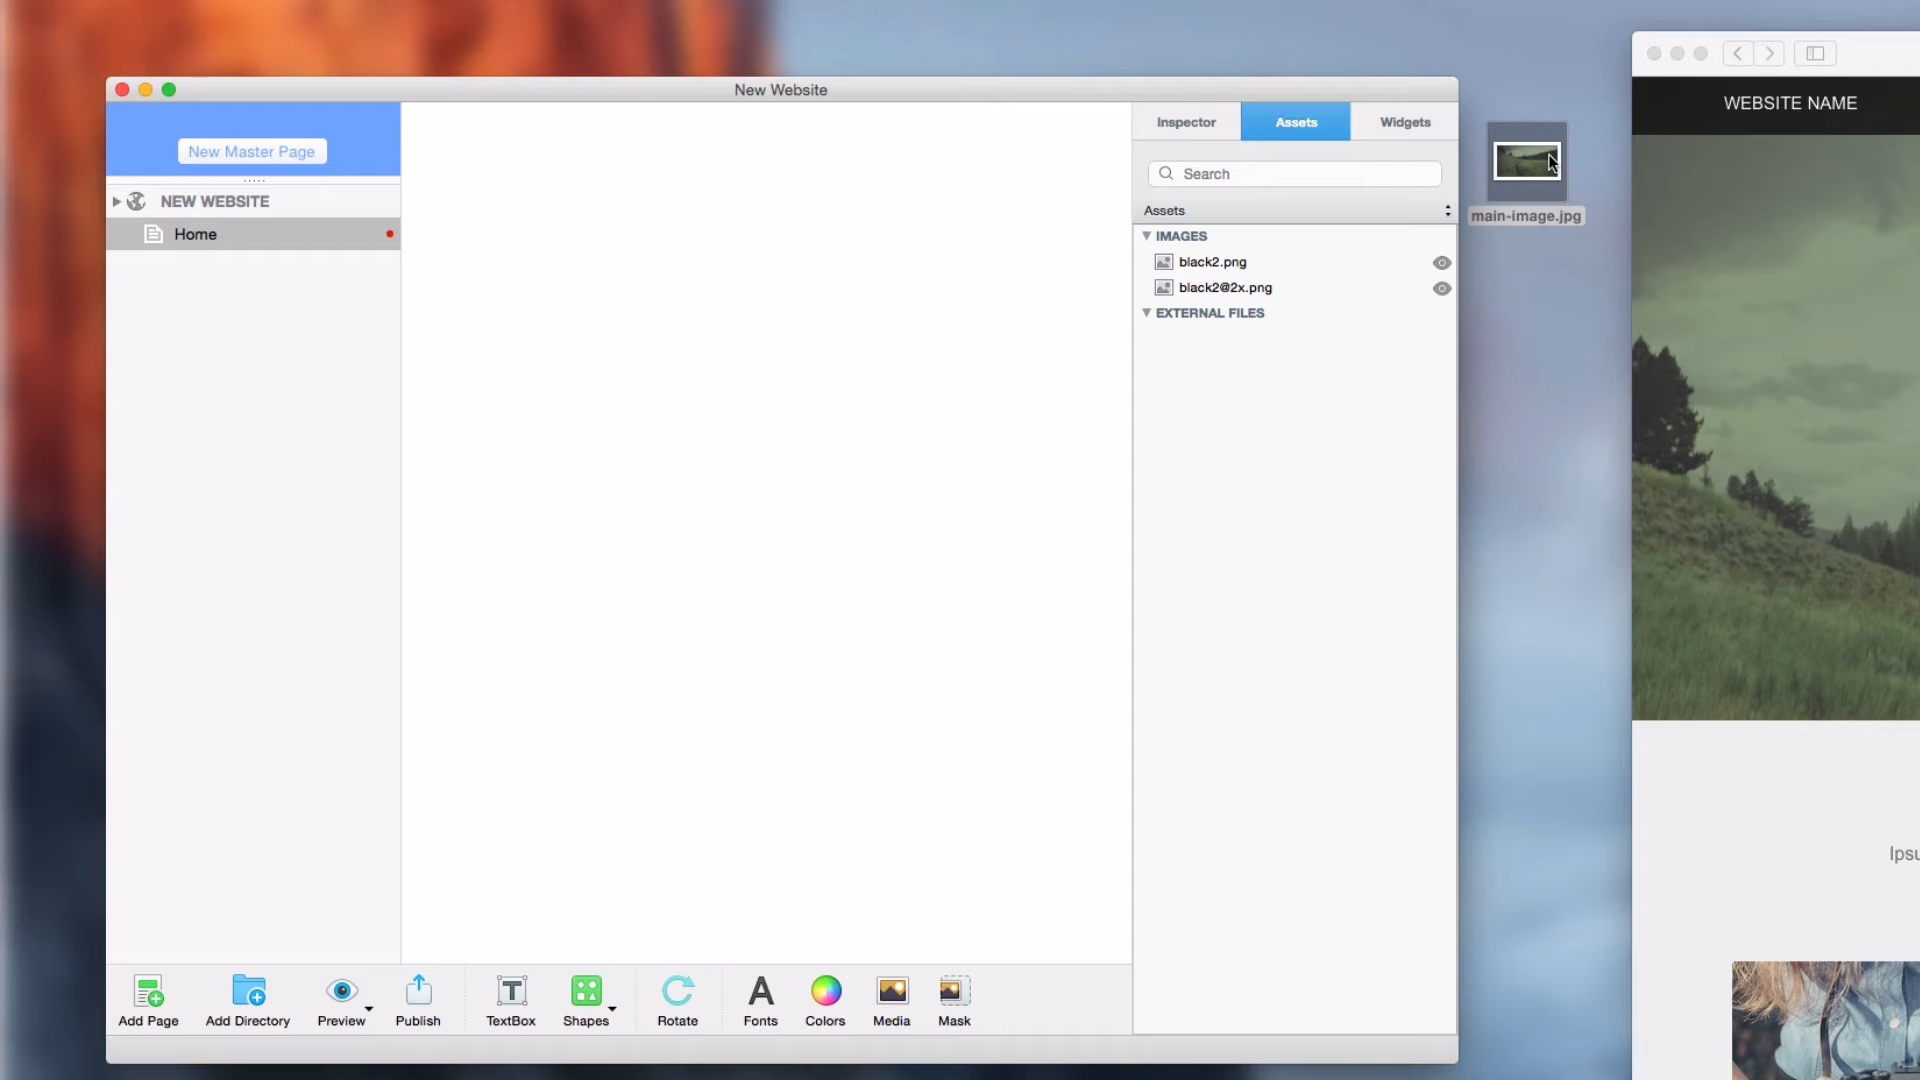 New Website
New Master Page
NEW WEBSITE
Home
Inspector
Assets
Widgets
Search
Assets
IMAGES
black2.png
black2@2x.png
EXTERNAL FILES
main-image.jpg
WEBSITE NAME
Ipsu
Add Page
Add Directory
Preview
Publish
TextBox
Shapes
Rotate
Fonts
Colors
Media
Mask